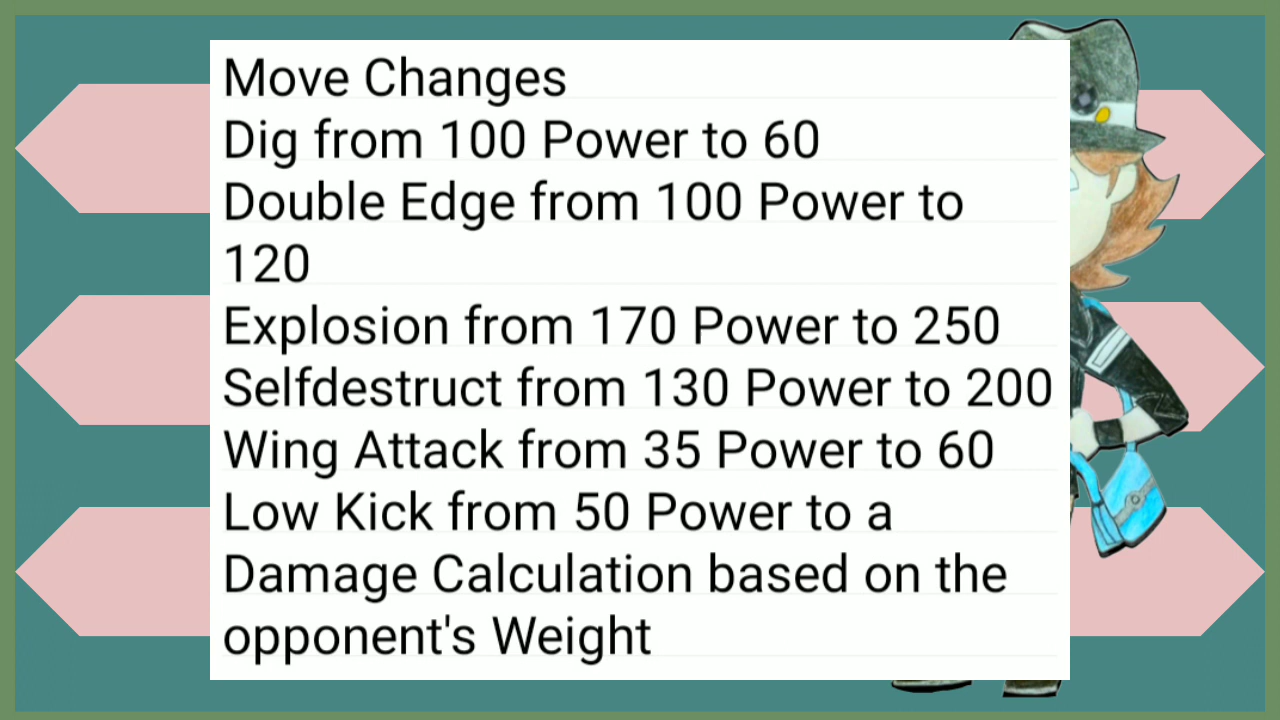 Move Changes
Dig from 100 Power to 60
Double Edge from 100 Power to
120
Explosion from 170 Power to 250
Selfdestruct from 130 Power to 200
Wing Attack from 35 Power to 60
Low Kick from 50 Power to a
Damage Calculation based on the
opponent's Weight